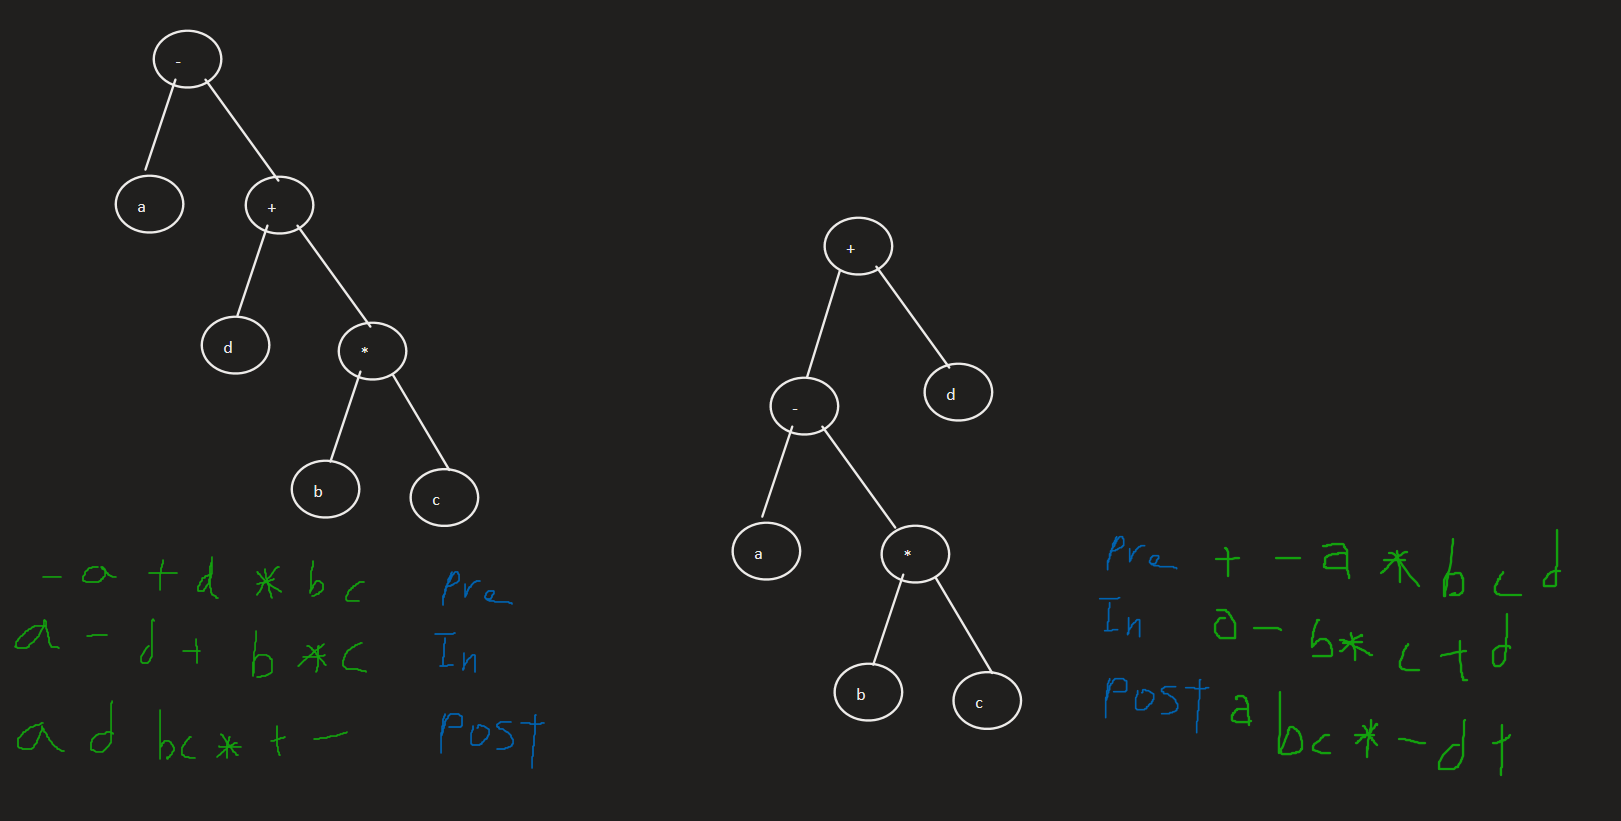 -
a
+
d
*
b
c
- a + d * b c Pre
a - d + b * c In
a d b c * + - Post
+
-
d
a
*
b
c
Pre + - a * b c d
In a - b * c + d
Post a b c * - d +